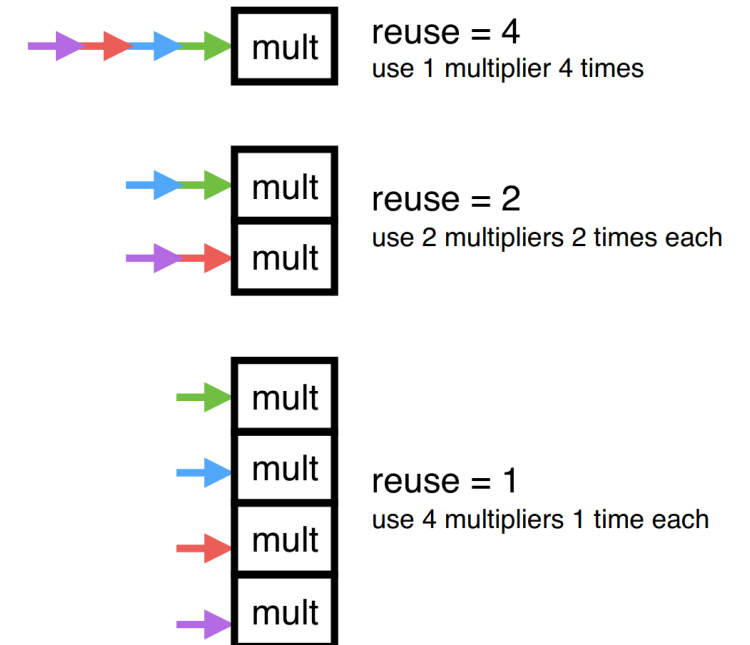 mult
reuse = 4
use 1 multiplier 4 times
mult
mult
reuse = 2
use 2 multipliers 2 times each
mult
mult
mult
mult
reuse = 1
use 4 multipliers 1 time each